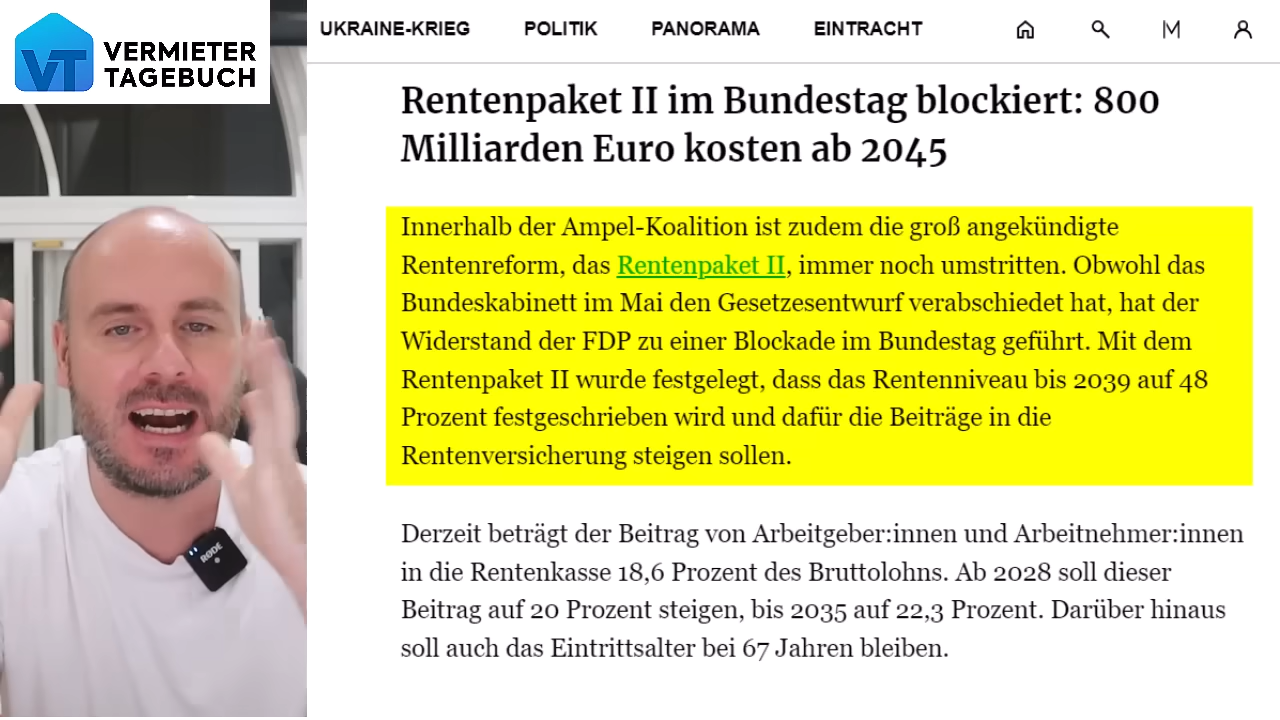 VT VERMIETER
TAGEBUCH
UKRAINE-KRIEG POLITIK PANORAMA EINTRACHT
Rentenpaket II im Bundestag blockiert: 800
Milliarden Euro kosten ab 2045
Innerhalb der Ampel-Koalition ist zudem die groß angekündigte
Rentenreform, das Rentenpaket II, immer noch umstritten. Obwohl das
Bundeskabinett im Mai den Gesetzesentwurf verabschiedet hat, hat der
Widerstand der FDP zu einer Blockade im Bundestag geführt. Mit dem
Rentenpaket II wurde festgelegt, dass das Rentenniveau bis 2039 auf 48
Prozent festgeschrieben wird und dafür die Beiträge in die
Rentenversicherung steigen sollen.
Derzeit beträgt der Beitrag von Arbeitgeber:innen und Arbeitnehmer:innen
in die Rentenkasse 18,6 Prozent des Bruttolohns. Ab 2028 soll dieser
Beitrag auf 20 Prozent steigen, bis 2035 auf 22,3 Prozent. Darüber hinaus
soll auch das Eintrittsalter bei 67 Jahren bleiben.
RØDE